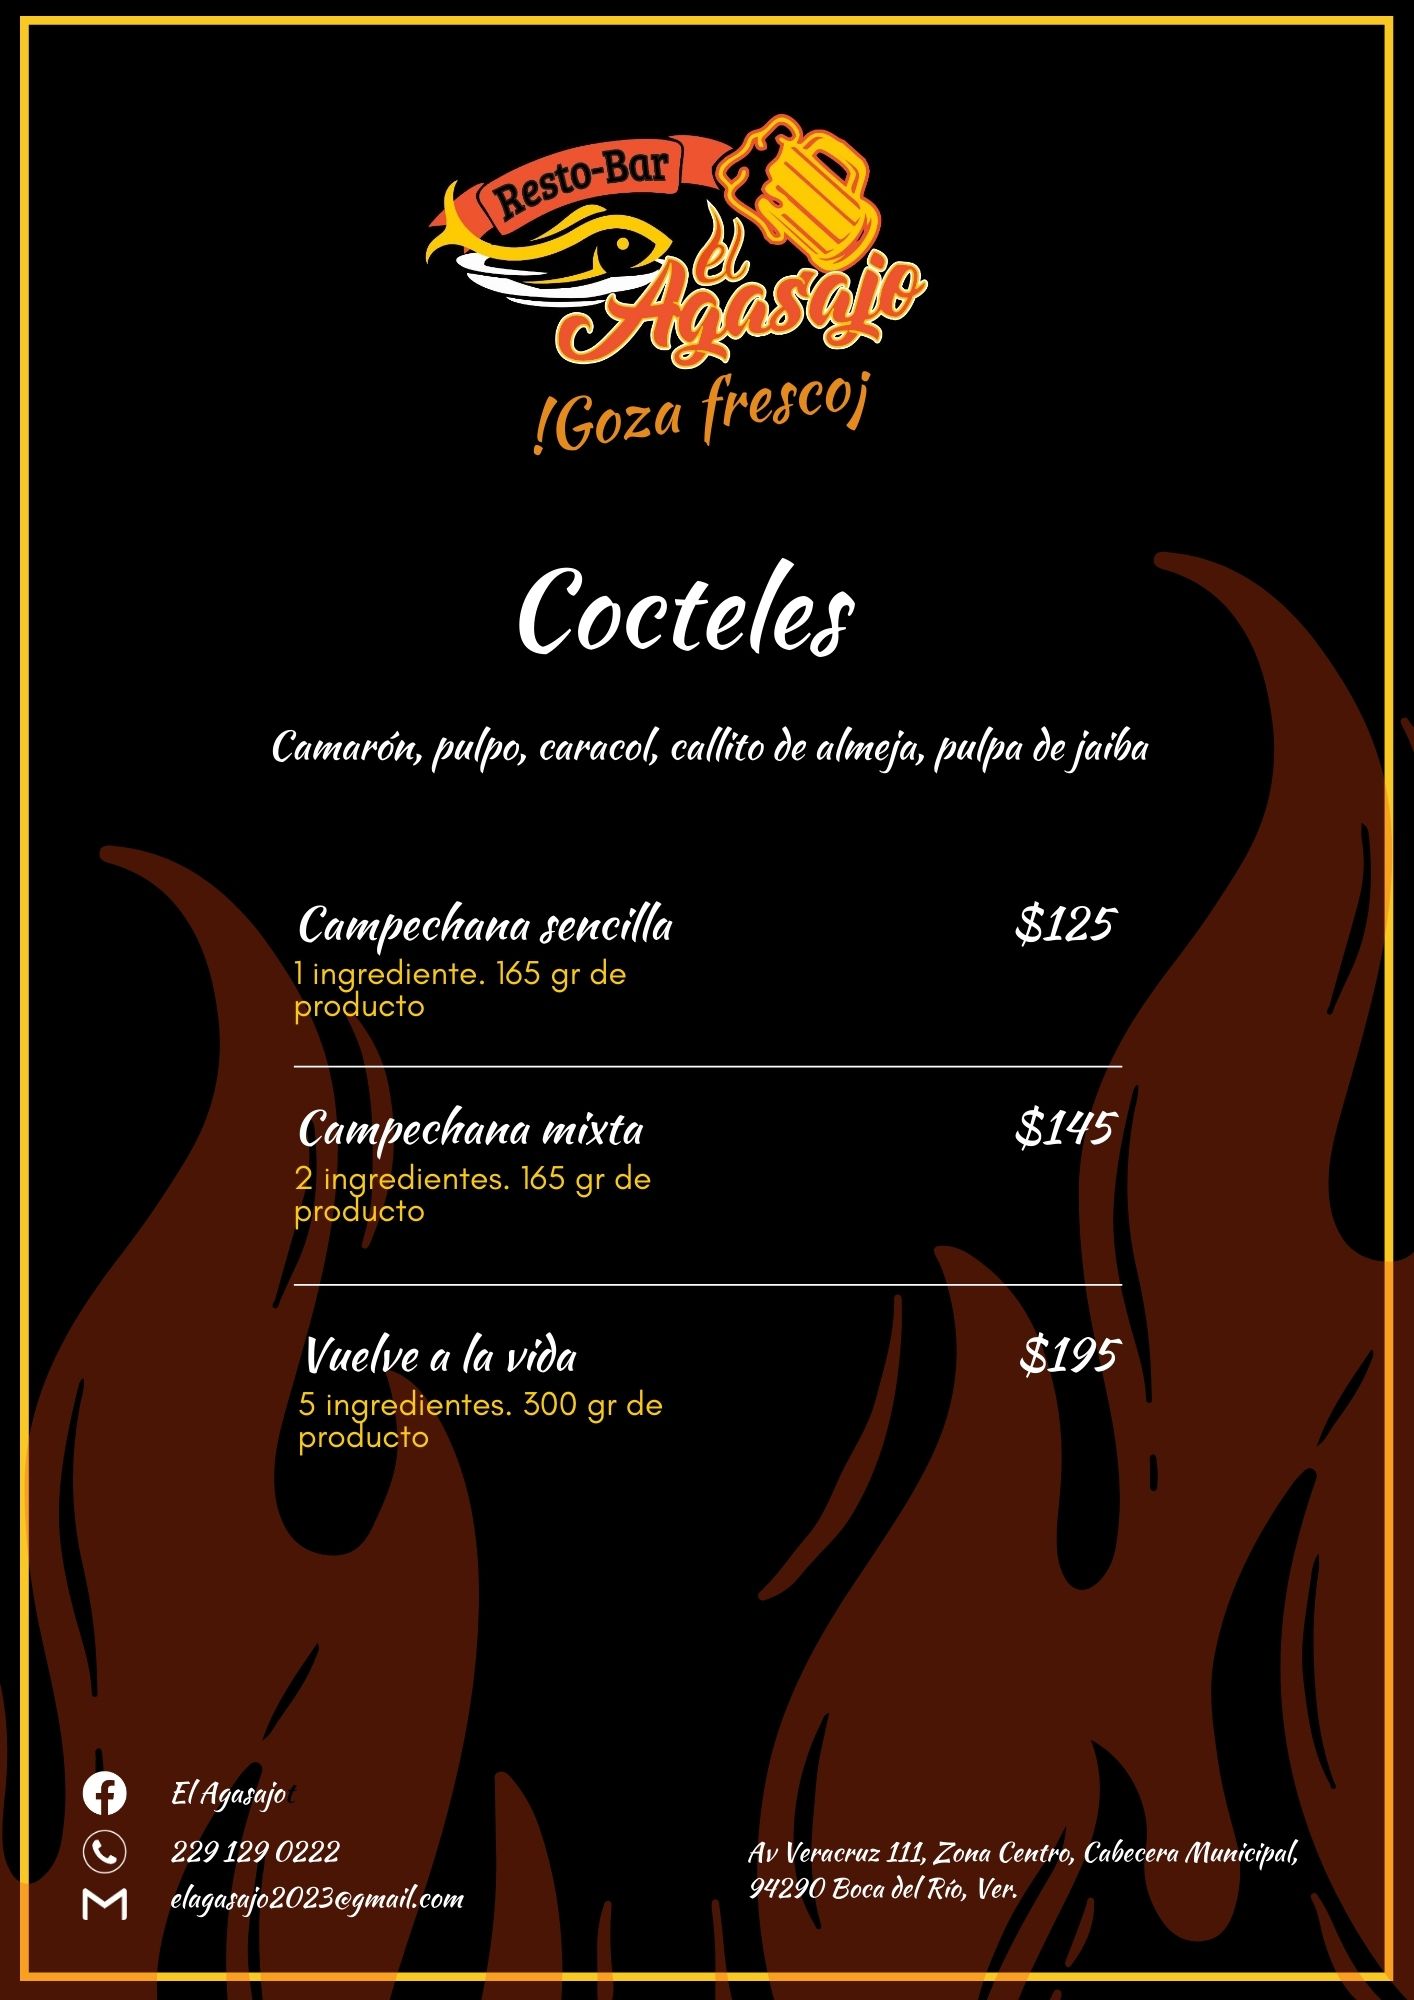 Resto-Bar
el
Agasajo
!Goza fresco¡
Cocteles
Camarón, pulpo, caracol, callito de almeja, pulpa de jaiba
Campechana sencilla $125
1 ingrediente. 165 gr de
producto
Campechana mixta $145
2 ingredientes. 165 gr de
producto
Vuelve a la vida $195
5 ingredientes. 300 gr de
producto
El Agasajo
229 129 0222
elagasajo2023@gmail.com
Av Veracruz 111, Zona Centro, Cabecera Municipal,
94290 Boca del Río, Ver.